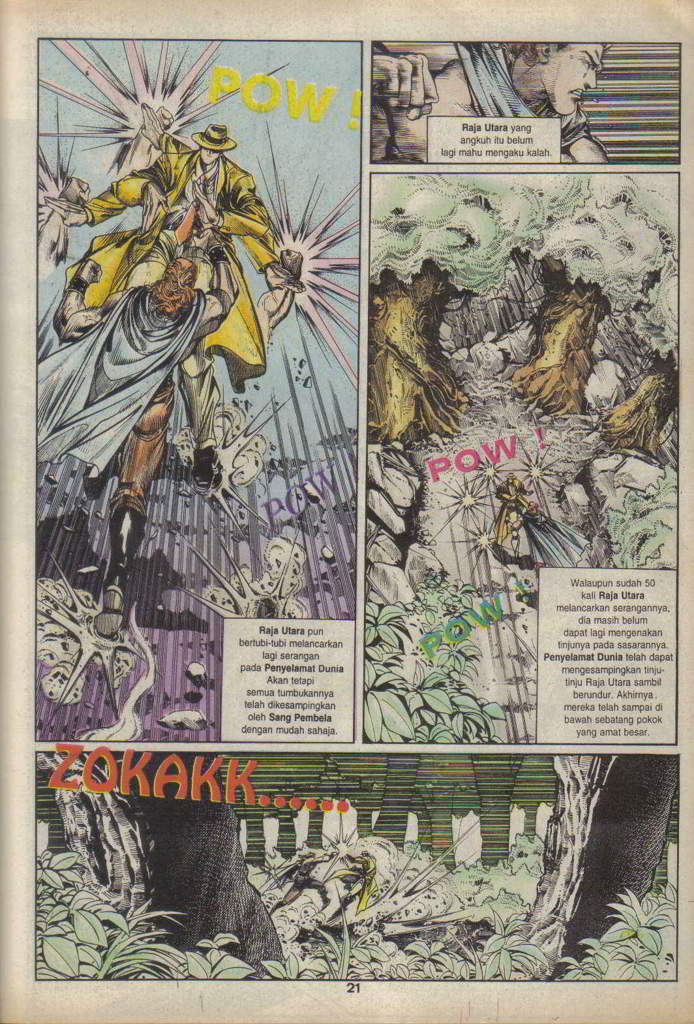 POW !
Raja Utara yang
angkuh itu belum
lagi mahu mengaku kalah.
POW !
Raja Utara pun
bertubi-tubi melancarkan
lagi serangan
pada Penyelamat Dunia
Akan tetapi
semua tumbukannya
telah dikesampingkan
oleh Sang Pembela
dengan mudah sahaja.
POW !
POW !
Walaupun sudah 50
kali Raja Utara
melancarkan serangannya,
dia masih belum
dapat lagi mengenakan
tinjunya pada sasarannya.
Penyelamat Dunia telah dapat
mengesampingkan tinju-
tinju Raja Utara sambil
berundur. Akhirnya,
mereka telah sampai di
bawah sebatang pokok
yang amat besar.
ZOKAKK......
21